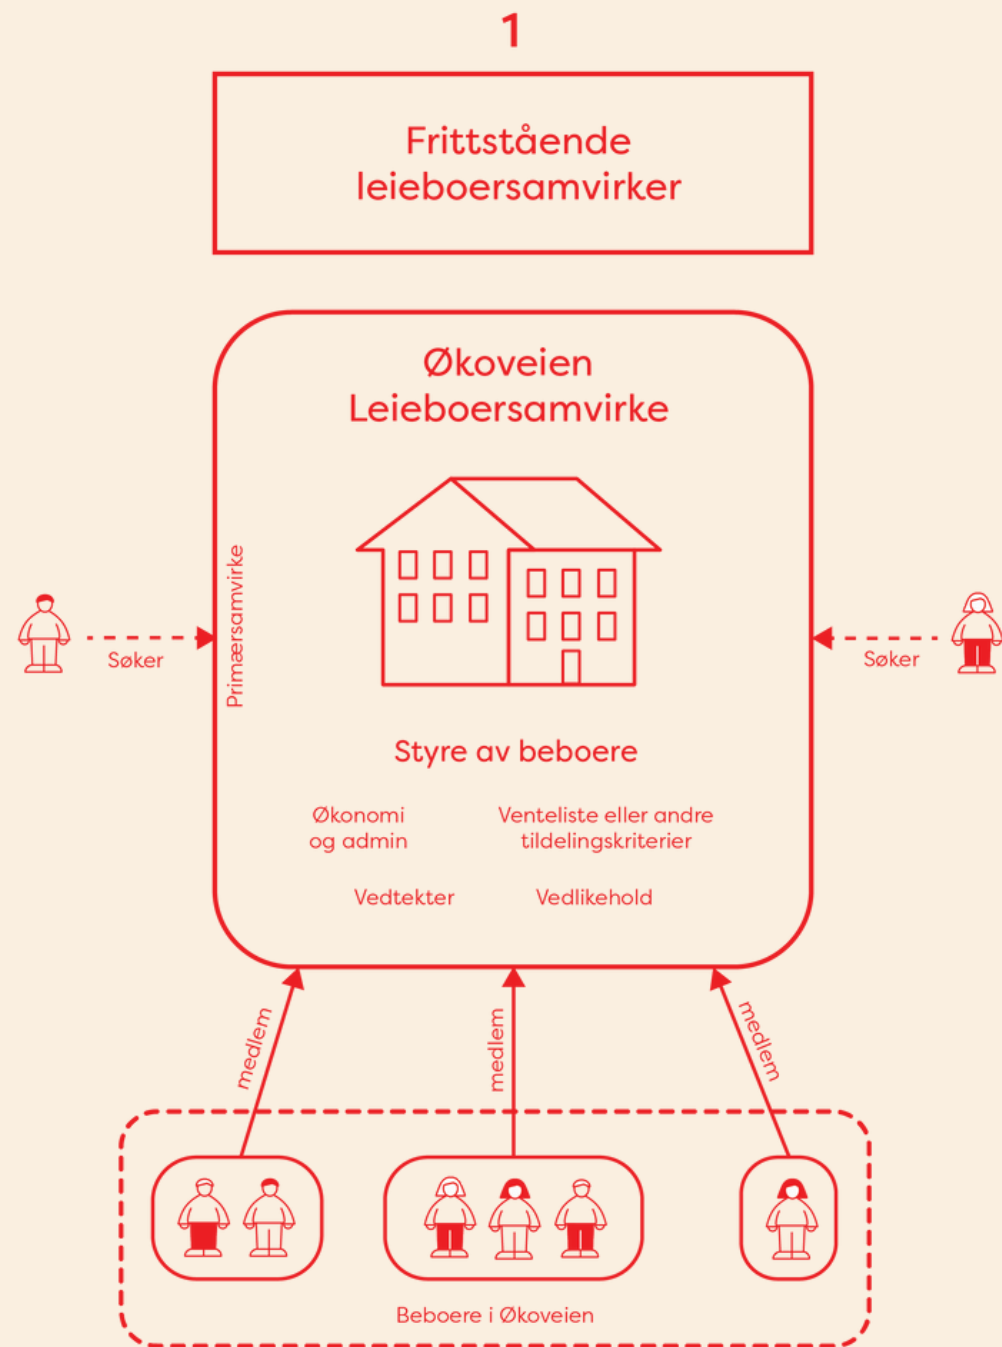 1
Frittstående
leieboersamvirker
Økoveien
Leieboersamvirke
Primærsamvirke
Søker
Søker
Styre av beboere
Økonomi
og admin
Venteliste eller andre
tildelingskriterier
Vedtekter
Vedlikehold
medlem
medlem
medlem
Beboere i Økoveien